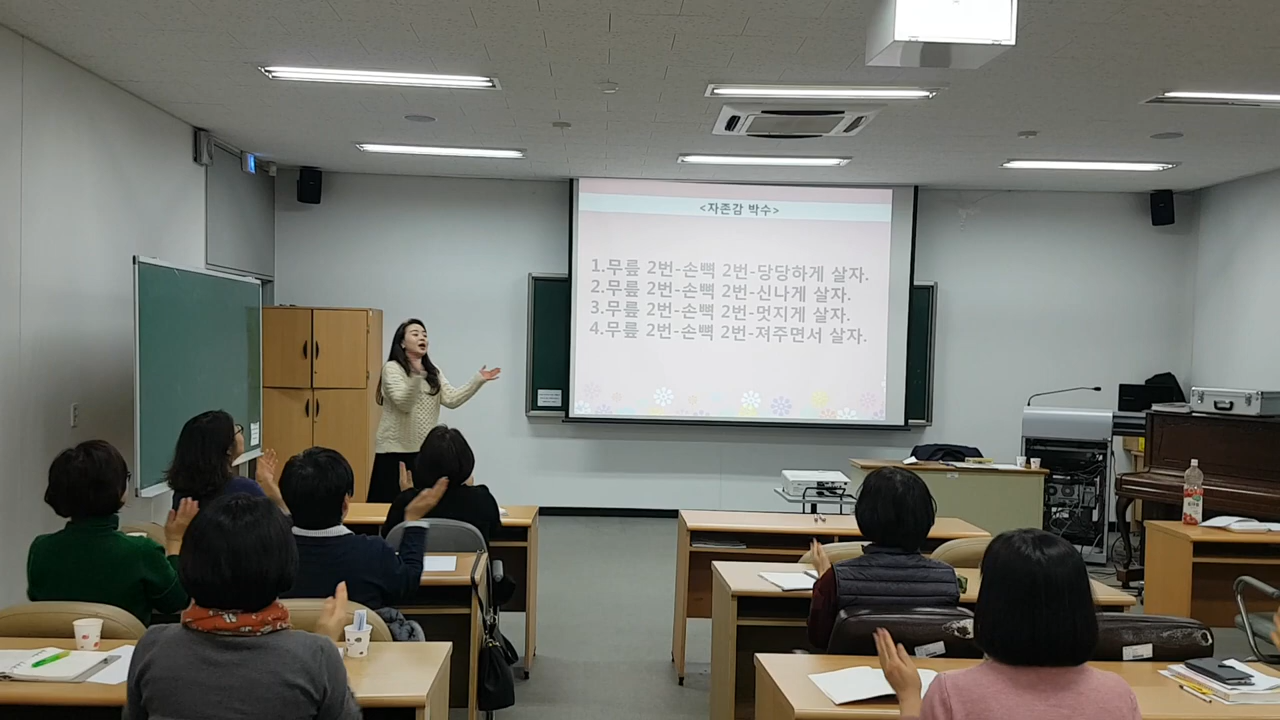 <자존감 박수>
1.무릎 2번-손뼉 2번-당당하게 살자.
2.무릎 2번-손뼉 2번-신나게 살자.
3.무릎 2번-손뼉 2번-멋지게 살자.
4.무릎 2번-손뼉 2번-져주면서 살자.